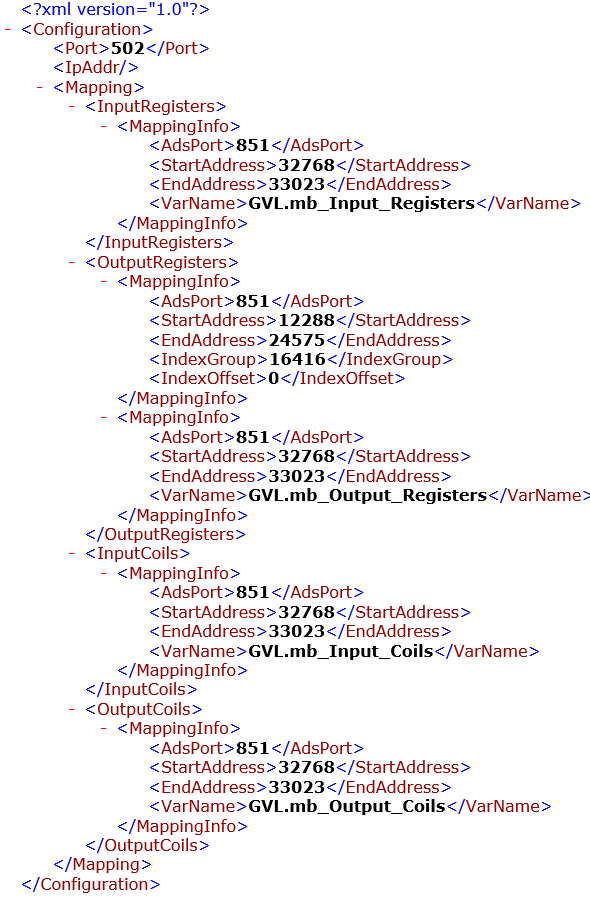 <?xml version="1.0"?>
- <Configuration>
<Port>502</Port>
<IpAddr/>
- <Mapping>
- <InputRegisters>
- <MappingInfo>
<AdsPort>851</AdsPort>
<StartAddress>32768</StartAddress>
<EndAddress>33023</EndAddress>
<VarName>GVL.mb_Input_Registers</VarName>
</MappingInfo>
</InputRegisters>
- <OutputRegisters>
- <MappingInfo>
<AdsPort>851</AdsPort>
<StartAddress>12288</StartAddress>
<EndAddress>24575</EndAddress>
<IndexGroup>16416</IndexGroup>
<IndexOffset>0</IndexOffset>
</MappingInfo>
- <MappingInfo>
<AdsPort>851</AdsPort>
<StartAddress>32768</StartAddress>
<EndAddress>33023</EndAddress>
<VarName>GVL.mb_Output_Registers</VarName>
</MappingInfo>
</OutputRegisters>
- <InputCoils>
- <MappingInfo>
<AdsPort>851</AdsPort>
<StartAddress>32768</StartAddress>
<EndAddress>33023</EndAddress>
<VarName>GVL.mb_Input_Coils</VarName>
</MappingInfo>
</InputCoils>
- <OutputCoils>
- <MappingInfo>
<AdsPort>851</AdsPort>
<StartAddress>32768</StartAddress>
<EndAddress>33023</EndAddress>
<VarName>GVL.mb_Output_Coils</VarName>
</MappingInfo>
</OutputCoils>
</Mapping>
</Configuration>